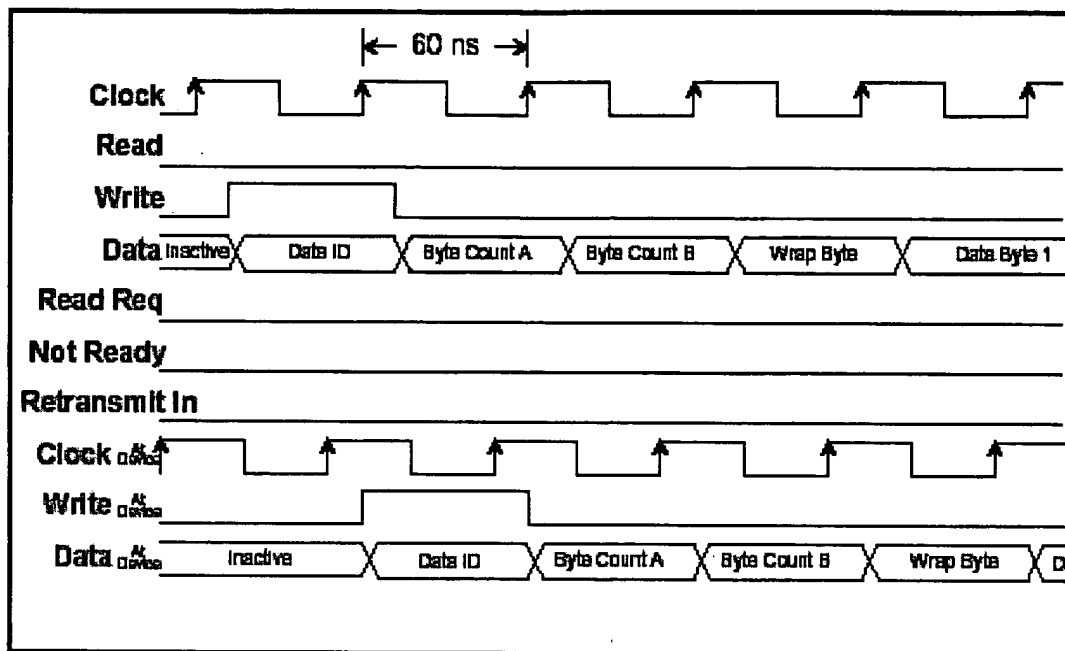 60 ns
Clock
Read
Write
Data Inactive Data ID Byte Count A Byte Count B Wrap Byte Data Byte 1
Read Req
Not Ready
Retransmit In
Clock At Device
Write At Device
Data At Device Inactive Data ID Byte Count A Byte Count B Wrap Byte